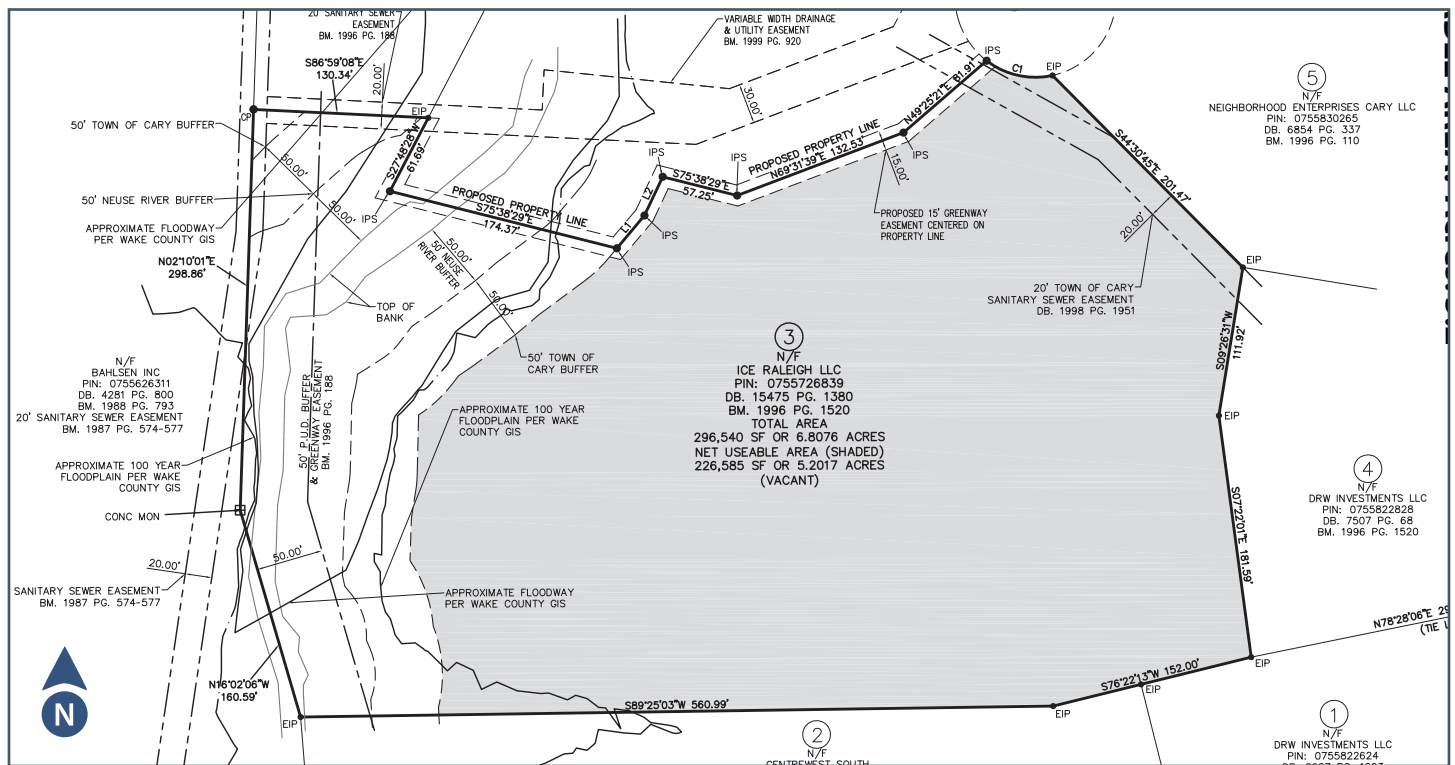 20' SANITARY SEWER
EASEMENT
BM. 1996 PG. 188
VARIABLE WIDTH DRAINAGE
& UTILITY EASEMENT
BM. 1999 PG. 920
S86°59'08"E
130.34'
20.00'
CP
EIP
50' TOWN OF CARY BUFFER
50.00'
S27°48'28"W
61.69'
50' NEUSE RIVER BUFFER
50.00'
IPS
APPROXIMATE FLOODWAY
PER WAKE COUNTY GIS
N02°10'01"E
298.86'
PROPOSED PROPERTY LINE
S75°38'29"E
174.37'
50.00'
50' NEUSE
RIVER BUFFER
50.00'
TOP OF
BANK
L1
L2
IPS
IPS
IPS
S75°38'29"E
57.25'
IPS
30.00'
PROPOSED PROPERTY LINE
N69°31'39"E 132.53'
IPS
15.00'
N49°25'21"E 81.91'
IPS
C1
EIP
PROPOSED 15' GREENWAY
EASEMENT CENTERED ON
PROPERTY LINE
S44°30'45"E 201.47'
20.00'
5
N/F
NEIGHBORHOOD ENTERPRISES CARY LLC
PIN: 0755830265
DB. 6854 PG. 337
BM. 1996 PG. 110
EIP
20' TOWN OF CARY
SANITARY SEWER EASEMENT
DB. 1998 PG. 1951
S09°26'31"W
111.92'
EIP
3
N/F
ICE RALEIGH LLC
PIN: 0755726839
DB. 15475 PG. 1380
BM. 1996 PG. 1520
TOTAL AREA
296,540 SF OR 6.8076 ACRES
NET USEABLE AREA (SHADED)
226,585 SF OR 5.2017 ACRES
(VACANT)
50' TOWN OF
CARY BUFFER
N/F
BAHLSEN INC
PIN: 0755626311
DB. 4281 PG. 800
BM. 1988 PG. 793
20' SANITARY SEWER EASEMENT
BM. 1987 PG. 574-577
50' P.U.D. BUFFER
& GREENWAY EASEMENT
BM. 1996 PG. 188
APPROXIMATE 100 YEAR
FLOODPLAIN PER WAKE
COUNTY GIS
APPROXIMATE 100 YEAR
FLOODPLAIN PER WAKE
COUNTY GIS
CONC MON
4
N/F
DRW INVESTMENTS LLC
PIN: 0755822828
DB. 7507 PG. 68
BM. 1996 PG. 1520
S07°22'01"E 181.59'
50.00'
20.00'
SANITARY SEWER EASEMENT
BM. 1987 PG. 574-577
APPROXIMATE FLOODWAY
PER WAKE COUNTY GIS
N78°28'06"E
(TIE
EIP
S76°22'13"W 152.00'
EIP
N16°02'06"W
160.59'
N
EIP
S89°25'03"W 560.99'
EIP
2
N/F
CENTREWEST SOUTH
1
N/F
DRW INVESTMENTS LLC
PIN: 0755822624